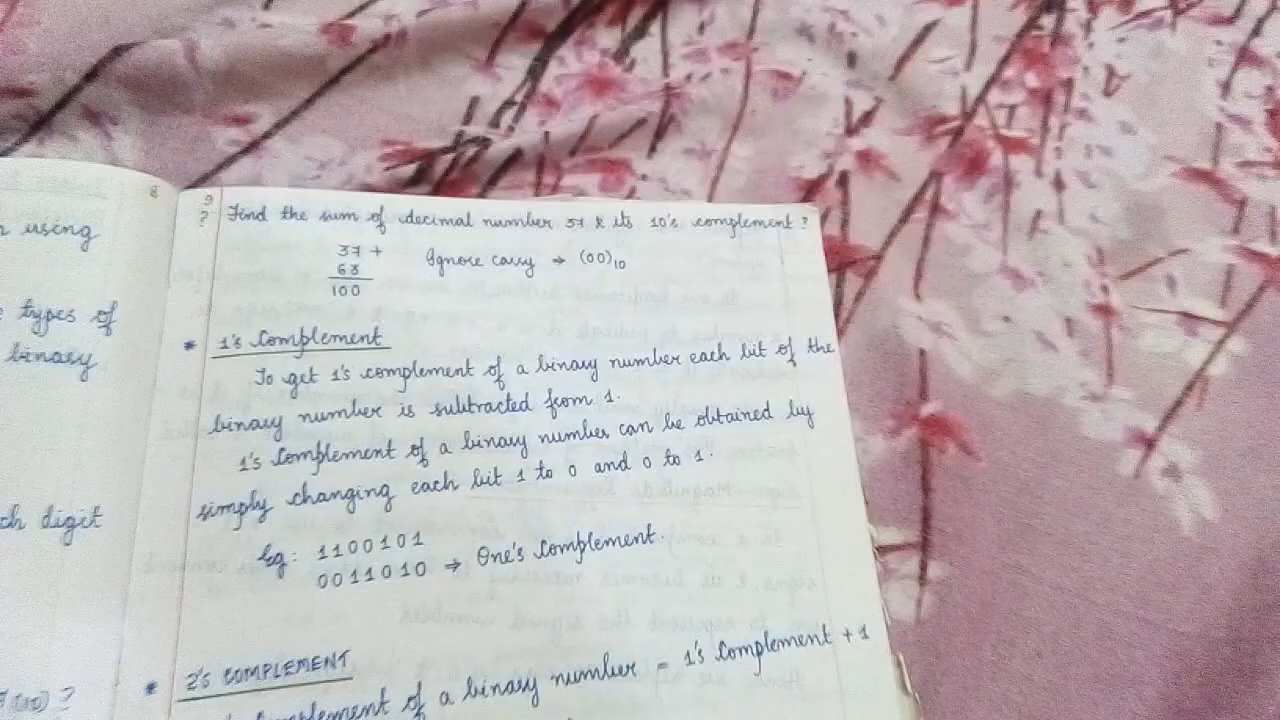 n using
types of
binary
ch digit
8
9
? Find the sum of decimal number 37 & its 10's complement?
37 +
63
100
Ignore carry ⇒ (00)₁₀
* 1's Complement
To get 1's complement of a binary number each bit of the
binary number is subtracted from 1.
1's Complement of a binary number can be obtained by
simply changing each bit 1 to 0 and 0 to 1.
Eg: 1100101
0011010 ⇒ One's Complement.
* 2's COMPLEMENT
complement of a binary number = 1's Complement + 1